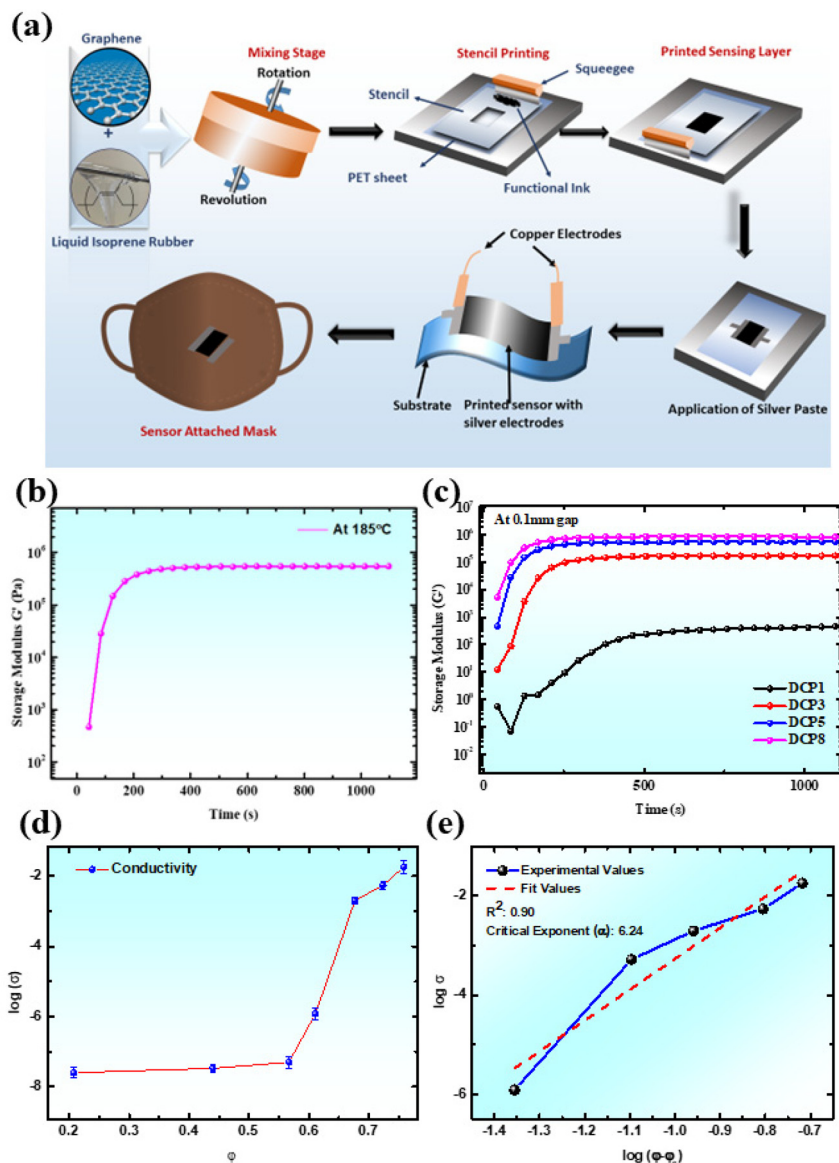 (a)
Graphene
+
Liquid Isoprene Rubber
Mixing Stage
Rotation
Revolution
Stencil Printing
Squeegee
Stencil
PET sheet
Functional Ink
Printed Sensing Layer
Application of Silver Paste
Copper Electrodes
Substrate
Printed sensor with
silver electrodes
Sensor Attached Mask
(b)
At 185°C
Storage Modulus G' (Pa)
10⁶
10⁵
10⁴
10³
10²
0 200 400 600 800 1000
Time (s)
(c)
At 0.1mm gap
Storage Modulus (G')
10⁷
10⁶
10⁵
10⁴
10³
10²
10¹
10⁰
10⁻¹
10⁻²
DCP1
DCP3
DCP5
DCP8
0 500 1000
Time (s)
(d)
Conductivity
log (σ)
-2
-4
-6
-8
0.2 0.3 0.4 0.5 0.6 0.7
φ
(e)
Experimental Values
Fit Values
R²: 0.90
Critical Exponent (α): 6.24
log σ
-2
-4
-6
-1.4 -1.3 -1.2 -1.1 -1.0 -0.9 -0.8 -0.7
log (φ-φ